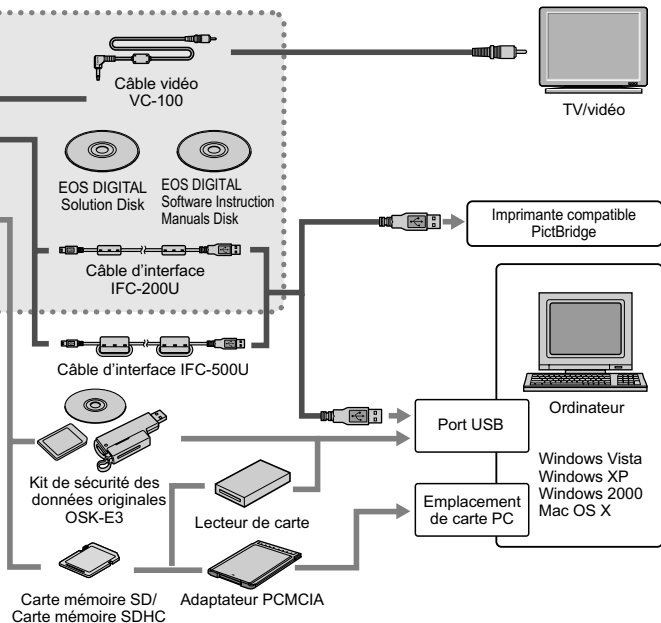 Câble vidéo
VC-100
TV/vidéo
EOS DIGITAL
Solution Disk
EOS DIGITAL
Software Instruction
Manuals Disk
Imprimante compatible
PictBridge
Câble d'interface
IFC-200U
Câble d'interface IFC-500U
Ordinateur
Port USB
Windows Vista
Windows XP
Windows 2000
Mac OS X
Kit de sécurité des
données originales
OSK-E3
Lecteur de carte
Emplacement
de carte PC
Carte mémoire SD/
Carte mémoire SDHC
Adaptateur PCMCIA